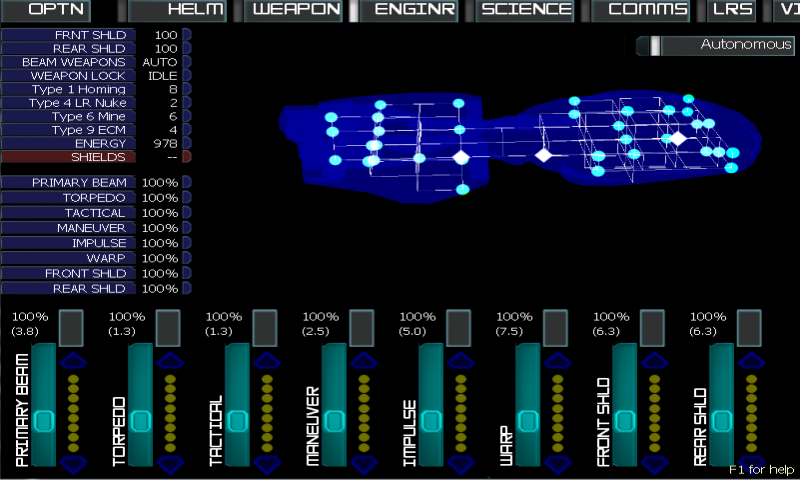 OPTN HELM WEAPON ENGINR SCIENCE COMMS LRS VI
Autonomous
FRNT SHLD 100
REAR SHLD 100
BEAM WEAPONS AUTO
WEAPON LOCK IDLE
Type 1 Homing 8
Type 4 LR Nuke 2
Type 6 Mine 6
Type 9 ECM 4
ENERGY 978
SHIELDS --
PRIMARY BEAM 100%
TORPEDO 100%
TACTICAL 100%
MANEUVER 100%
IMPULSE 100%
WARP 100%
FRONT SHLD 100%
REAR SHLD 100%
100% 100% 100% 100% 100% 100% 100% 100%
(3.8) (1.3) (1.3) (2.5) (5.0) (7.5) (6.3) (6.3)
PRIMARY BEAM
TORPEDO
TACTICAL
MANEUVER
IMPULSE
WARP
FRONT SHLD
REAR SHLD
F1 for help